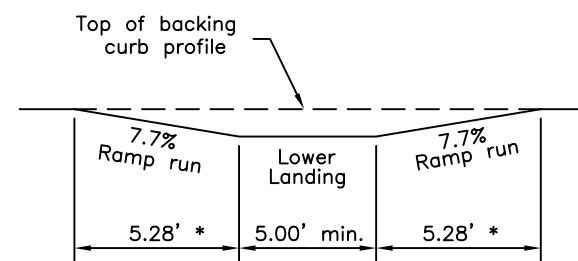 Top of backing
curb profile
7.7%
Ramp run
Lower
Landing
7.7%
Ramp run
5.28' *
5.00' min.
5.28' *